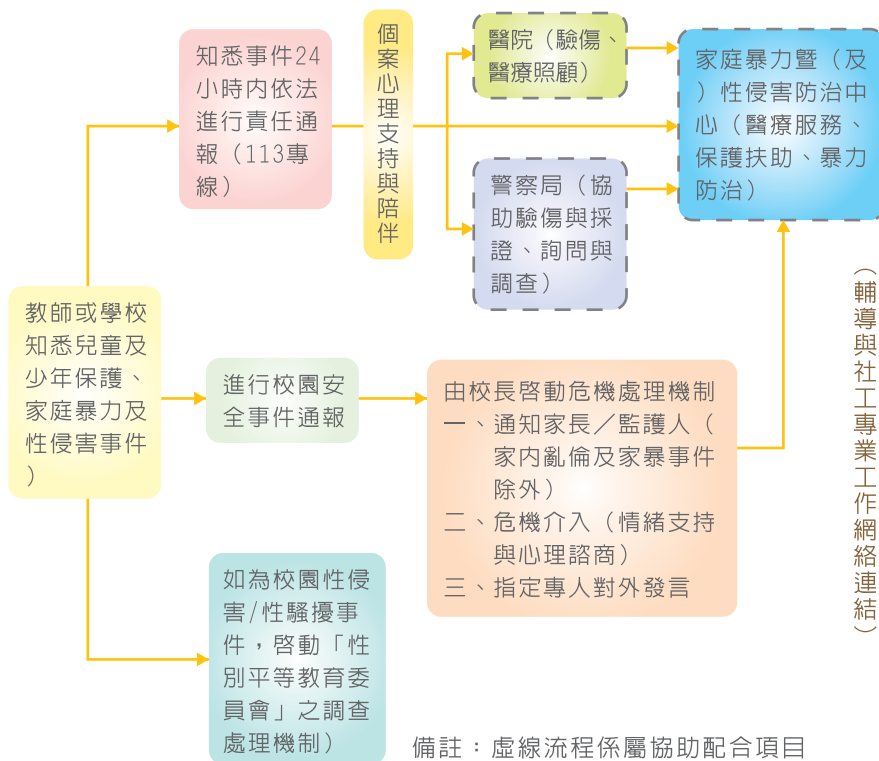 知悉事件24
小時內依法
進行責任通
報（113專
線）
個案心理支持與陪伴
醫院（驗傷、
醫療照顧）
警察局（協
助驗傷與採
證、詢問與
調查）
家庭暴力暨（及
）性侵害防治中
心（醫療服務、
保護扶助、暴力
防治）
教師或學校
知悉兒童及
少年保護、
家庭暴力及
性侵害事件
）
進行校園安
全事件通報
由校長啓動危機處理機制
一、通知家長／監護人（
家內亂倫及家暴事件
除外）
二、危機介入（情緒支持
與心理諮商）
三、指定專人對外發言
如為校園性侵
害/性騷擾事
件，啓動「性
別平等教育委
員會」之調查
處理機制）
（輔導與社工專業工作網絡連結）
備註：虛線流程係屬協助配合項目